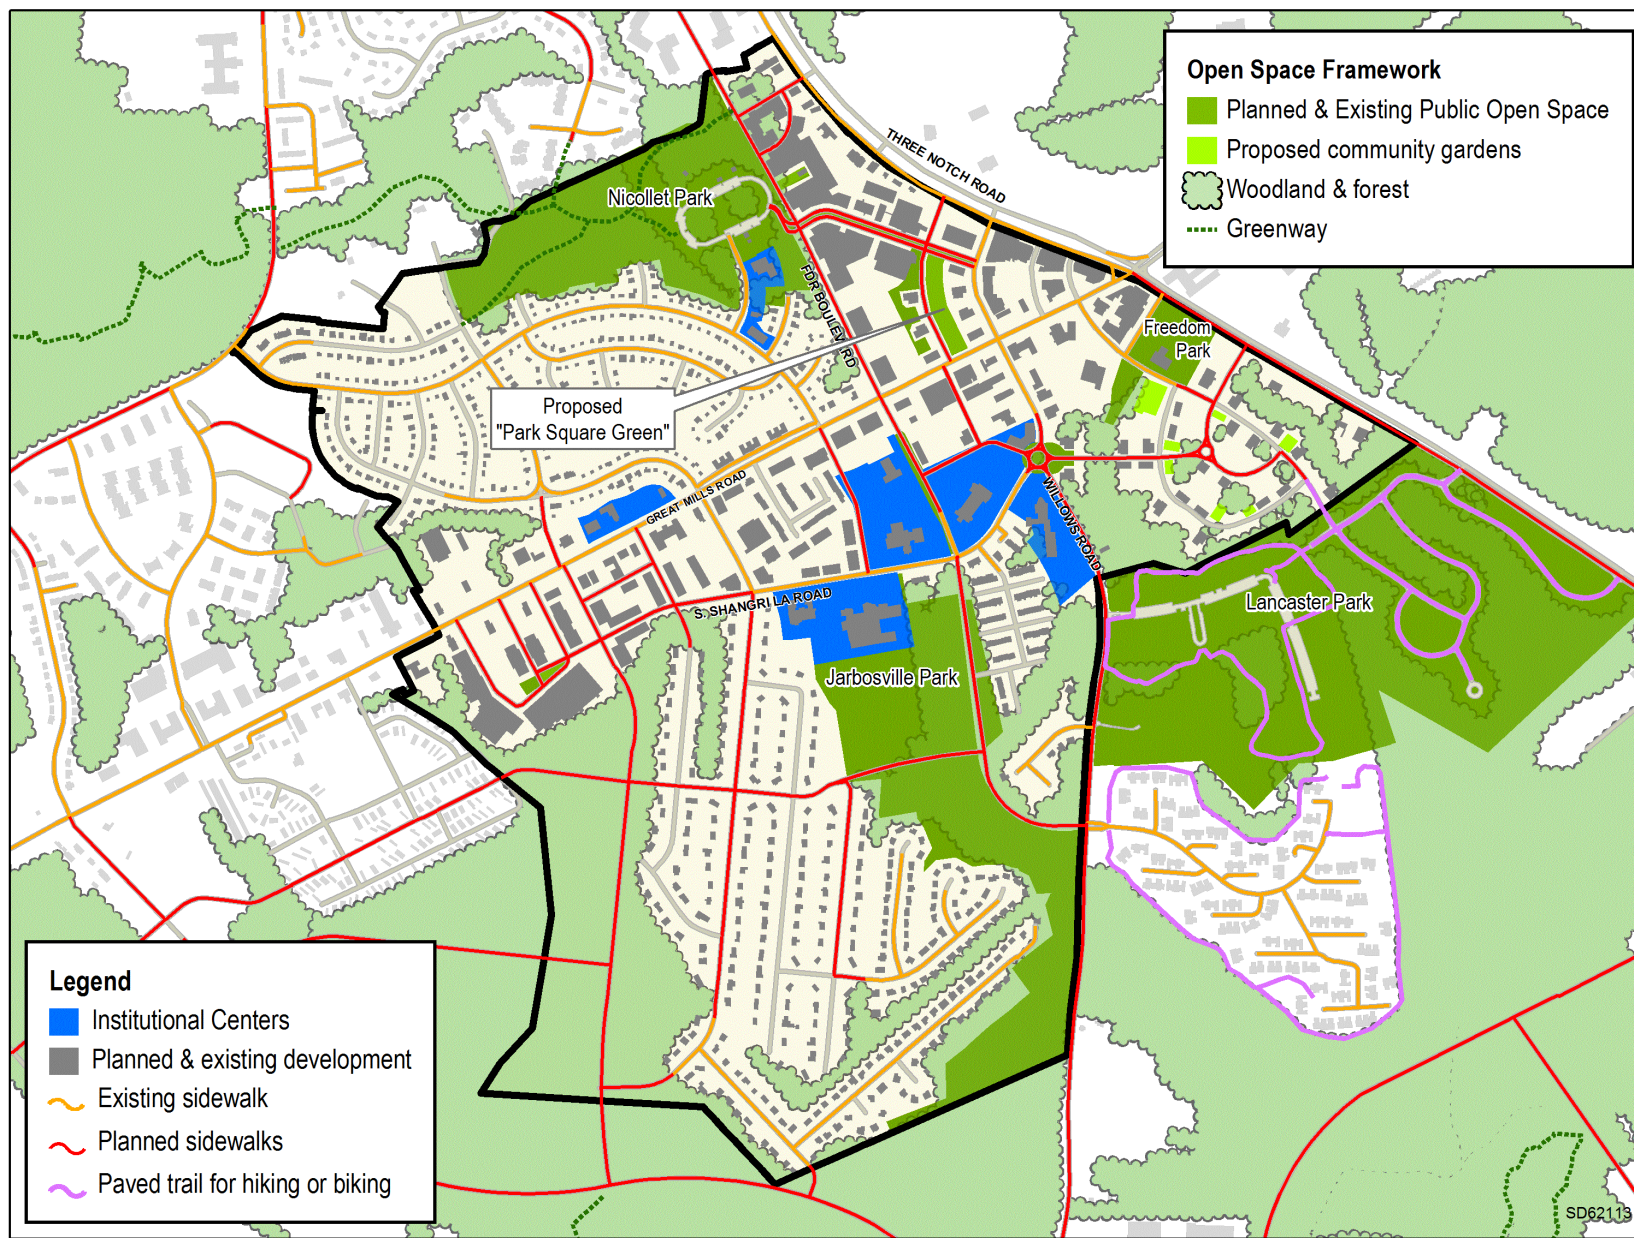 Open Space Framework
Planned & Existing Public Open Space
Proposed community gardens
Woodland & forest
Greenway
THREE NOTCH ROAD
Nicollet Park
FDR BOULEVARD
Freedom
Park
Proposed
"Park Square Green"
GREAT MILLS ROAD
WILLOWS ROAD
S. SHANGRI LA ROAD
Lancaster Park
Jarbosville Park
Legend
Institutional Centers
Planned & existing development
Existing sidewalk
Planned sidewalks
Paved trail for hiking or biking
SD62113